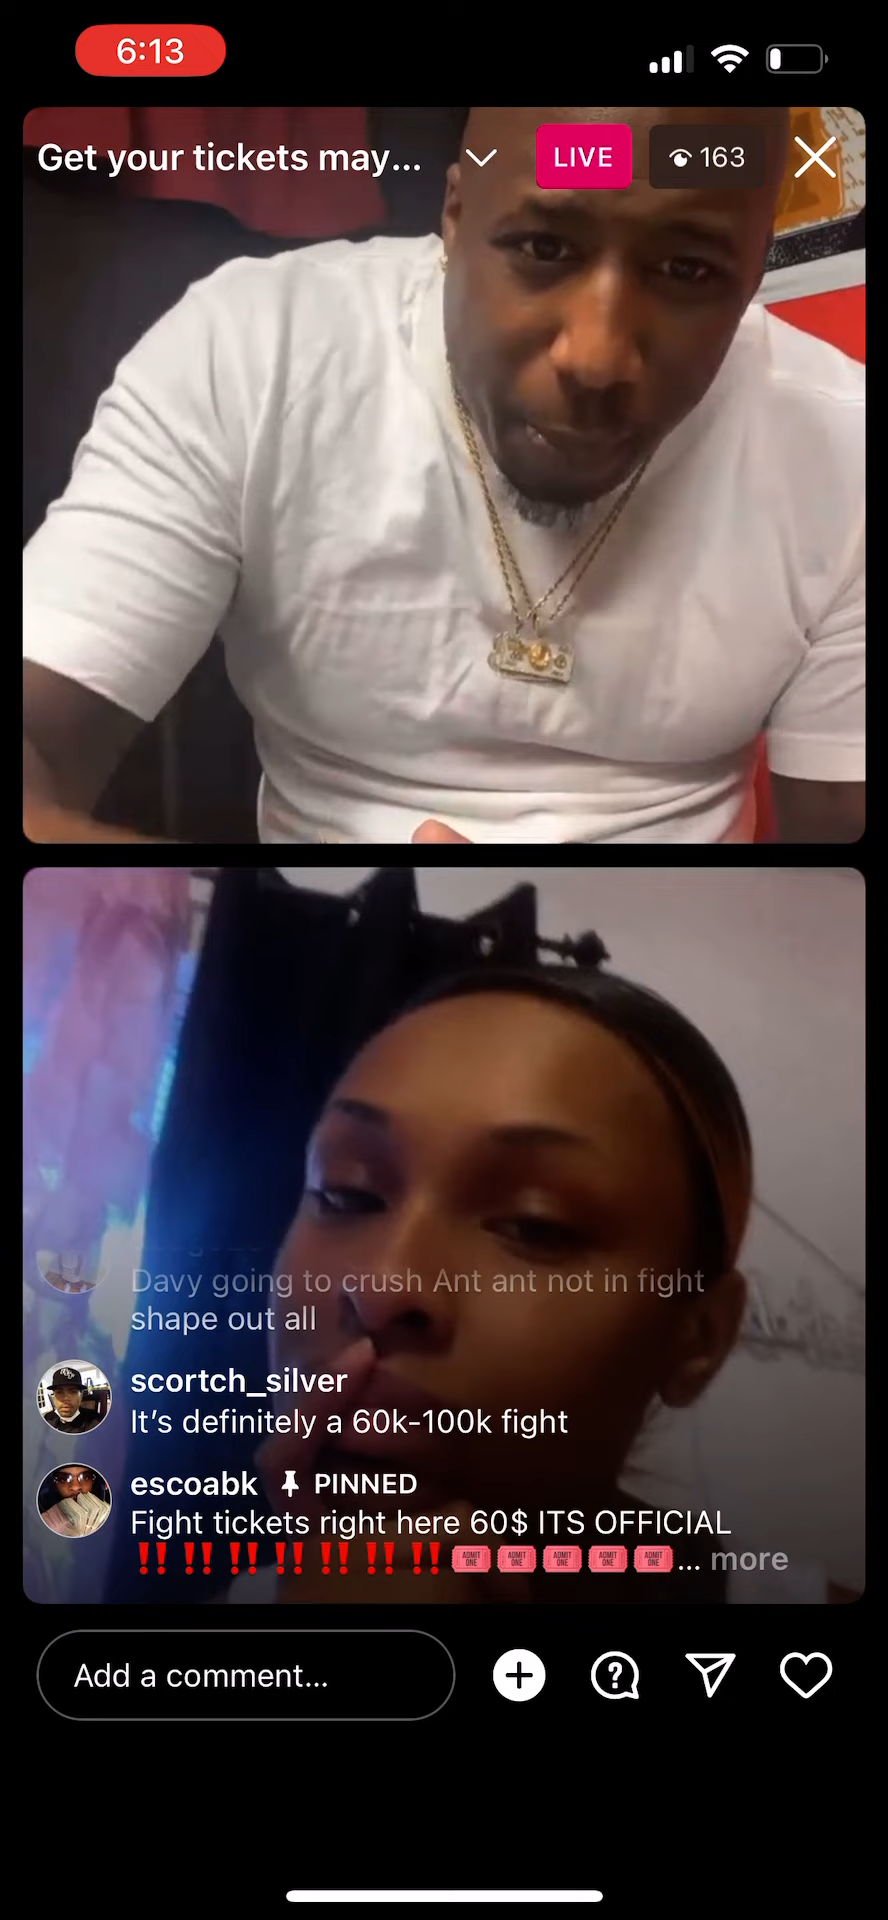 6:13
Get your tickets may...
LIVE
163
Davy going to crush Ant ant not in fight
shape out all
scortch_silver
It's definitely a 60k-100k fight
escoabk PINNED
Fight tickets right here 60$ ITS OFFICIAL
‼️‼️‼️‼️‼️‼️‼️🎟️🎟️🎟️🎟️🎟️... more
Add a comment...